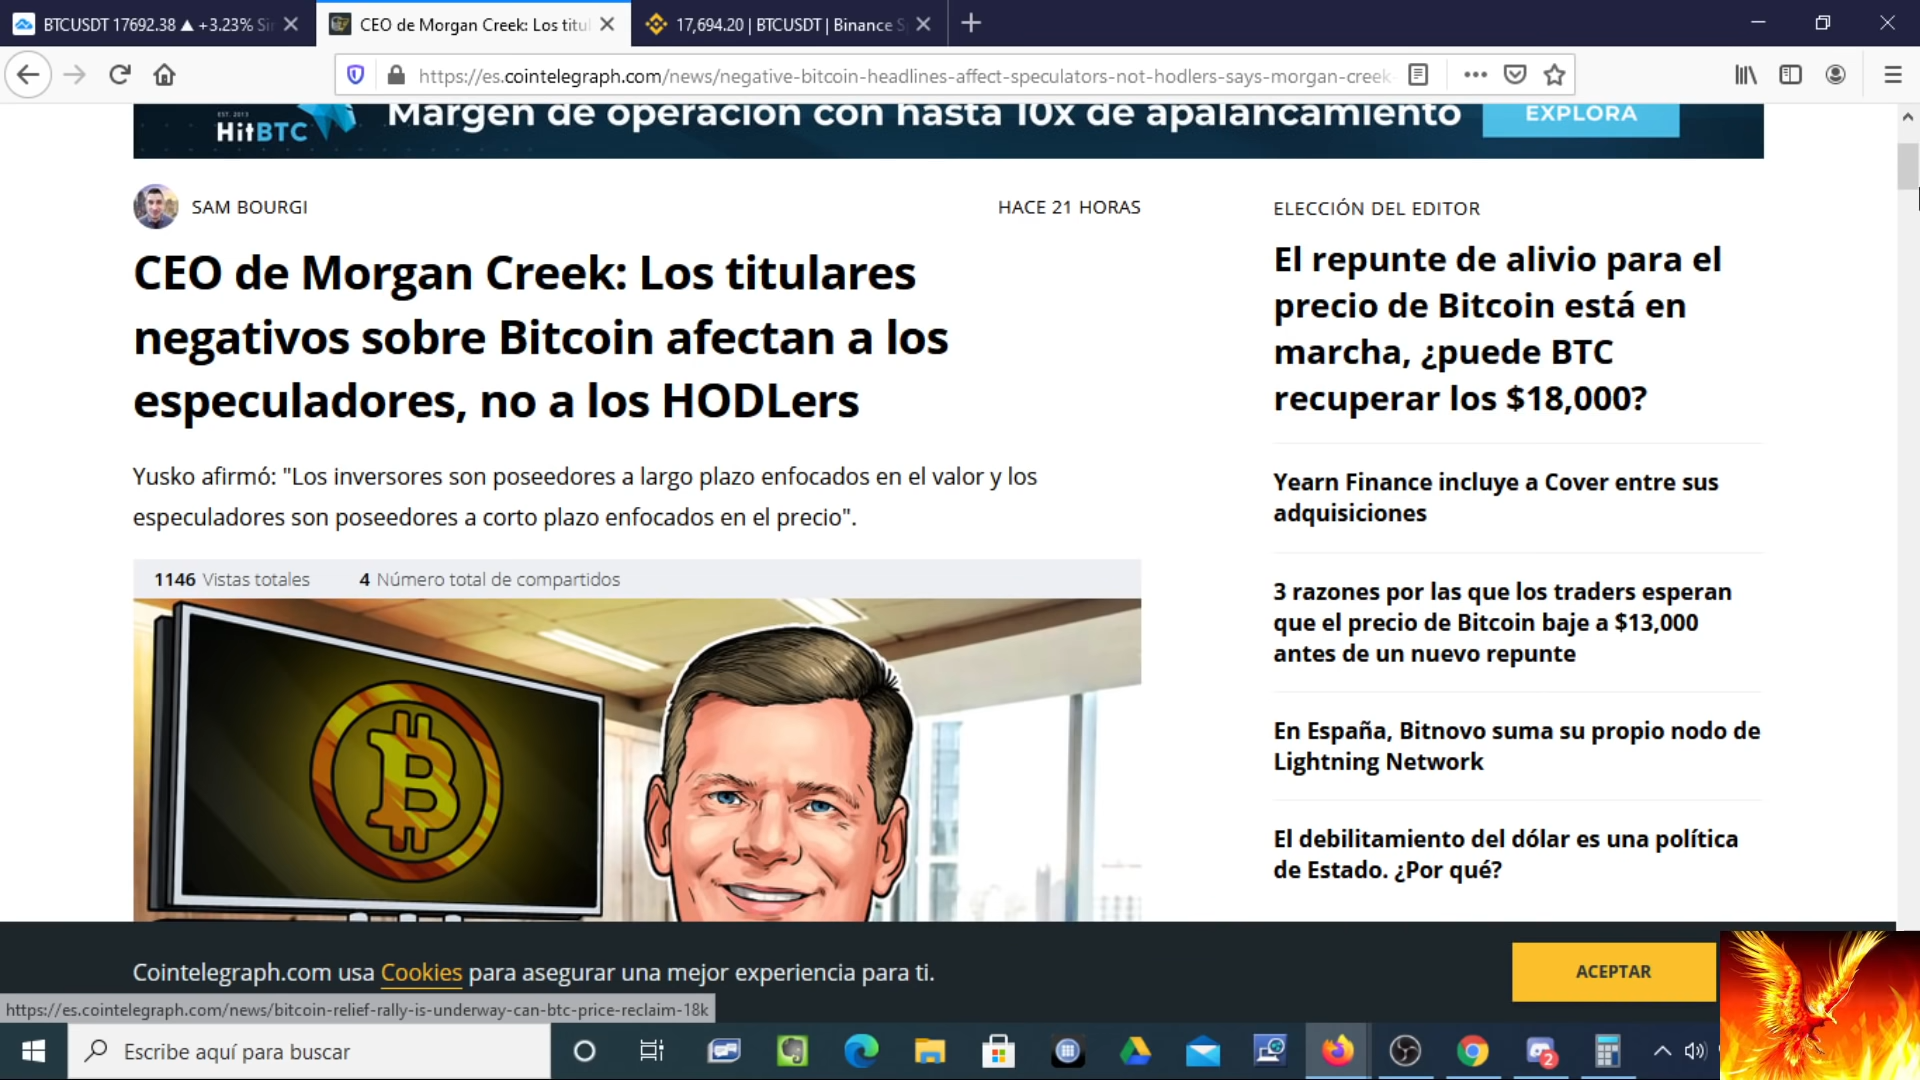 BTCUSDT 17692.38 ▲ +3.23% Si
CEO de Morgan Creek: Los titul
17,694.20 | BTCUSDT | Binance S
https://es.cointelegraph.com/news/negative-bitcoin-headlines-affect-speculators-not-hodlers-says-morgan-creek-
EST. 2013
HitBTC
Margen de operación con hasta 10x de apalancamiento
EXPLORA
SAM BOURGI
HACE 21 HORAS
CEO de Morgan Creek: Los titulares
negativos sobre Bitcoin afectan a los
especuladores, no a los HODLers
Yusko afirmó: "Los inversores son poseedores a largo plazo enfocados en el valor y los
especuladores son poseedores a corto plazo enfocados en el precio".
1146 Vistas totales
4 Número total de compartidos
ELECCIÓN DEL EDITOR
El repunte de alivio para el
precio de Bitcoin está en
marcha, ¿puede BTC
recuperar los $18,000?
Yearn Finance incluye a Cover entre sus
adquisiciones
3 razones por las que los traders esperan
que el precio de Bitcoin baje a $13,000
antes de un nuevo repunte
En España, Bitnovo suma su propio nodo de
Lightning Network
El debilitamiento del dólar es una política
de Estado. ¿Por qué?
Cointelegraph.com usa Cookies para asegurar una mejor experiencia para ti.
ACEPTAR
https://es.cointelegraph.com/news/bitcoin-relief-rally-is-underway-can-btc-price-reclaim-18k
Escribe aquí para buscar
2